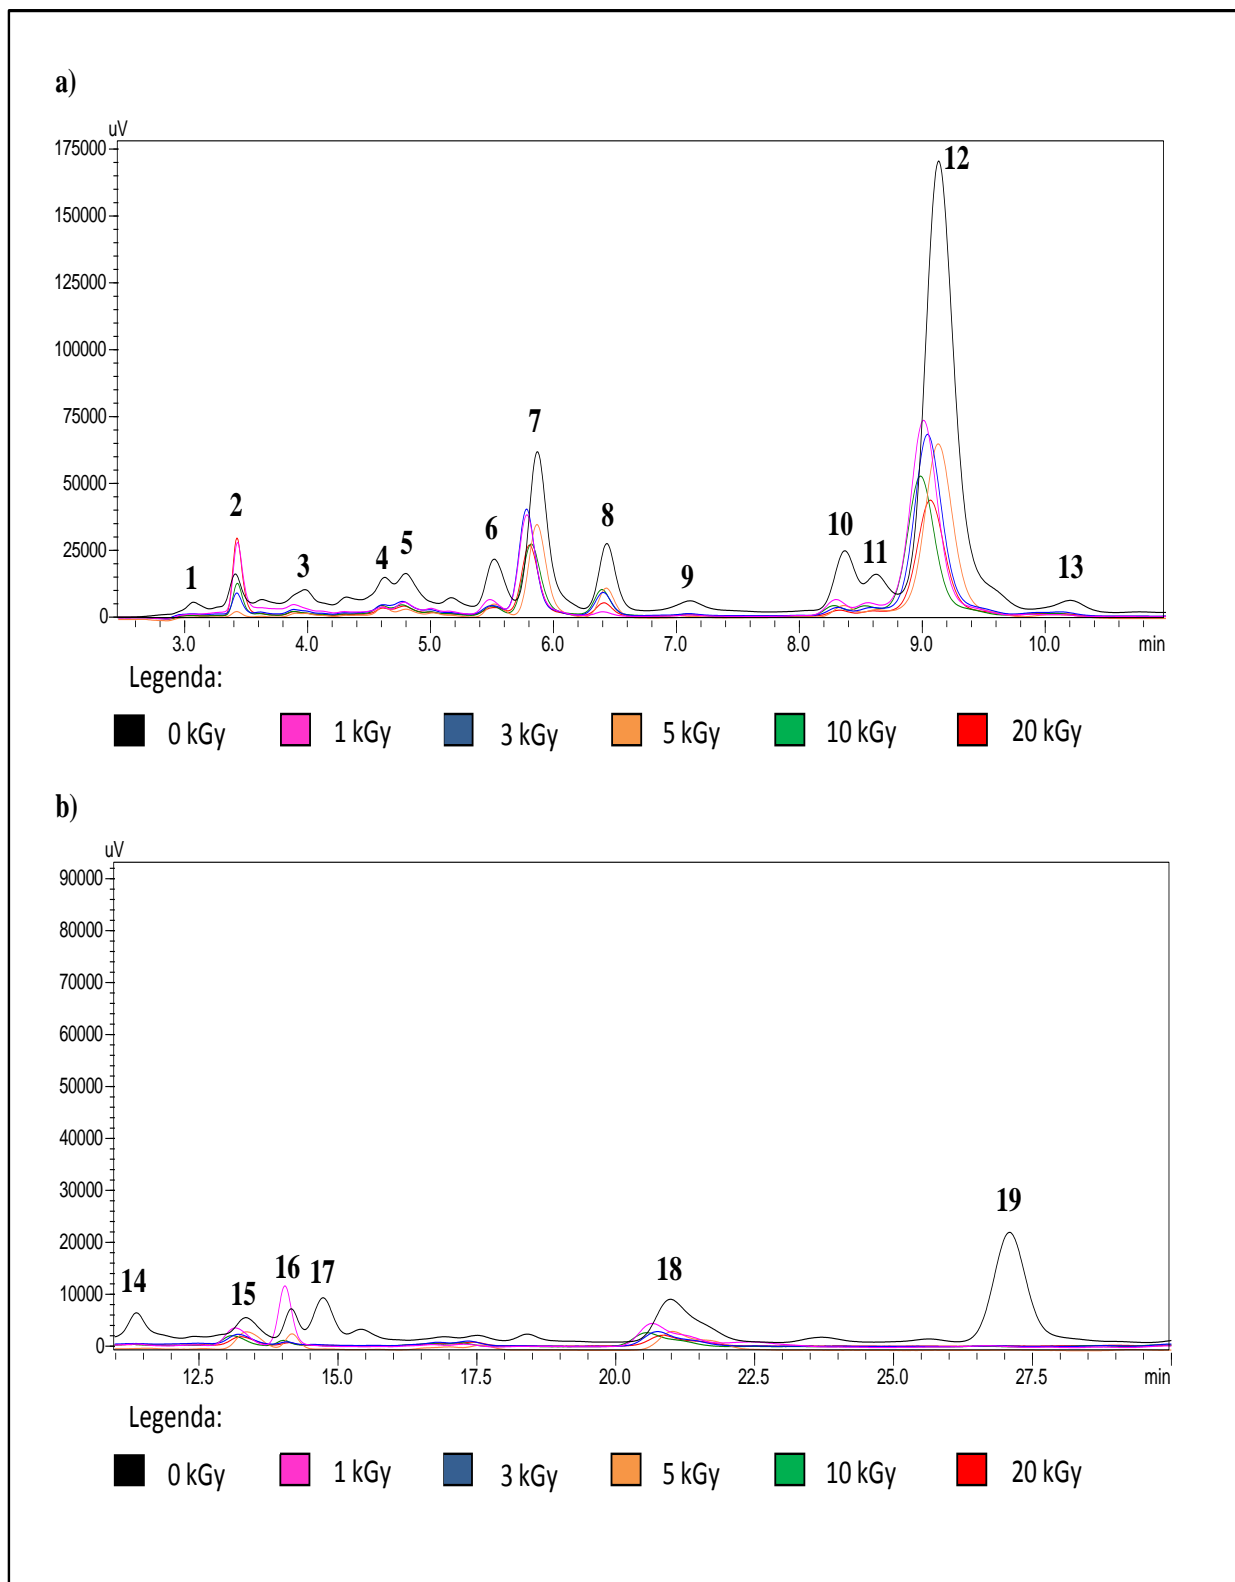 a)
uV
175000
150000
125000
100000
75000
50000
25000
0
1 2 3 4 5 6 7 8 9 10 11 12 13
3.0 4.0 5.0 6.0 7.0 8.0 9.0 10.0 min
Legenda:
0 kGy 1 kGy 3 kGy 5 kGy 10 kGy 20 kGy
b)
uV
90000
80000
70000
60000
50000
40000
30000
20000
10000
0
14 15 16 17 18 19
12.5 15.0 17.5 20.0 22.5 25.0 27.5 min
Legenda:
0 kGy 1 kGy 3 kGy 5 kGy 10 kGy 20 kGy